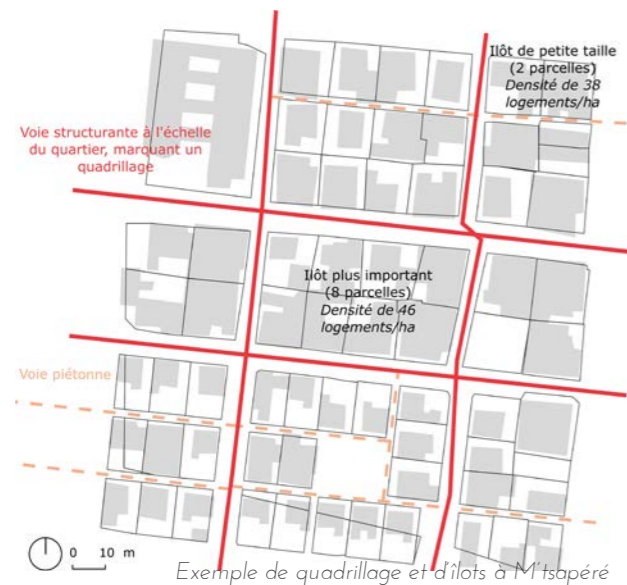 Ilôt de petite taille
(2 parcelles)
Densité de 38
logements/ha
Voie structurante à l'échelle
du quartier, marquant un
quadrillage
Ilôt plus important
(8 parcelles)
Densité de 46
logements/ha
Voie piétonne
0 10 m
Exemple de quadrillage et d'îlots à M'tsapéré